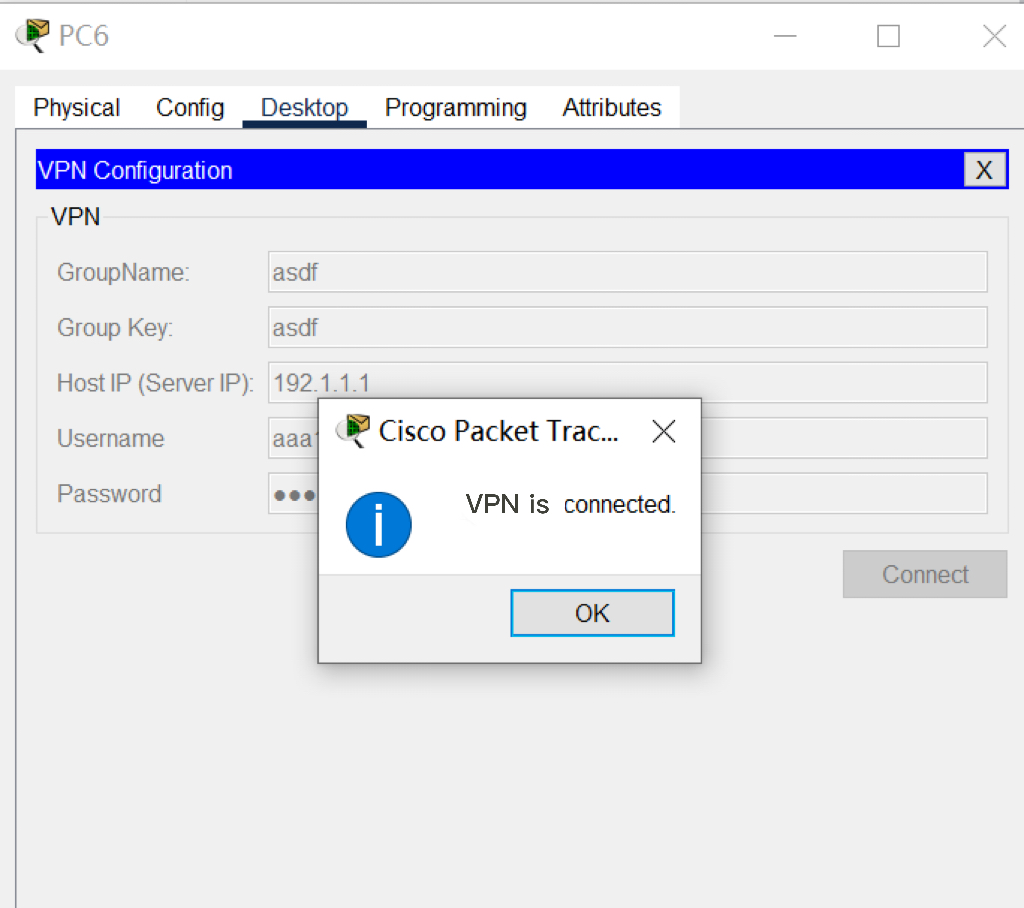 PC6
Physical Config Desktop Programming Attributes
VPN Configuration X
VPN
GroupName: asdf
Group Key: asdf
Host IP (Server IP): 192.1.1.1
Cisco Packet Trac...
Username
Password
VPN is connected.
Connect
OK